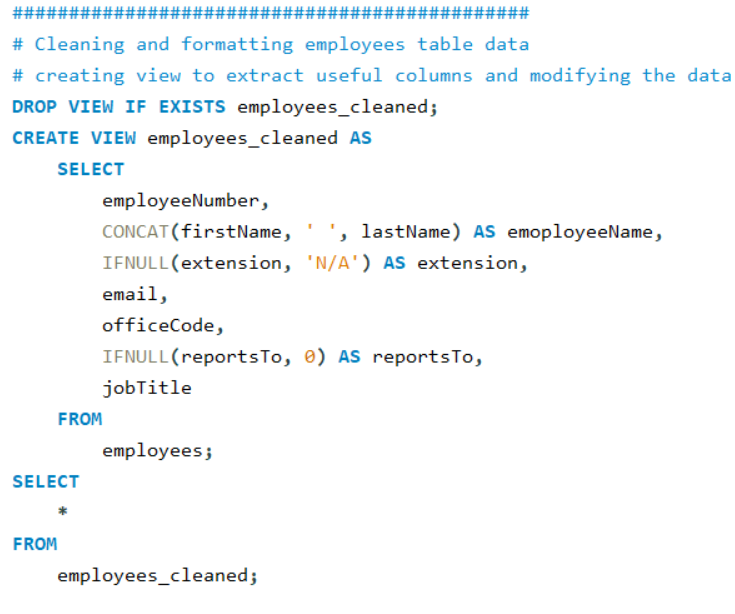 ##############################################
# Cleaning and formatting employees table data
# creating view to extract useful columns and modifying the data
DROP VIEW IF EXISTS employees_cleaned;
CREATE VIEW employees_cleaned AS
    SELECT
        employeeNumber,
        CONCAT(firstName, ' ', lastName) AS emoployeeName,
        IFNULL(extension, 'N/A') AS extension,
        email,
        officeCode,
        IFNULL(reportsTo, 0) AS reportsTo,
        jobTitle
    FROM
        employees;
SELECT
    *
FROM
    employees_cleaned;